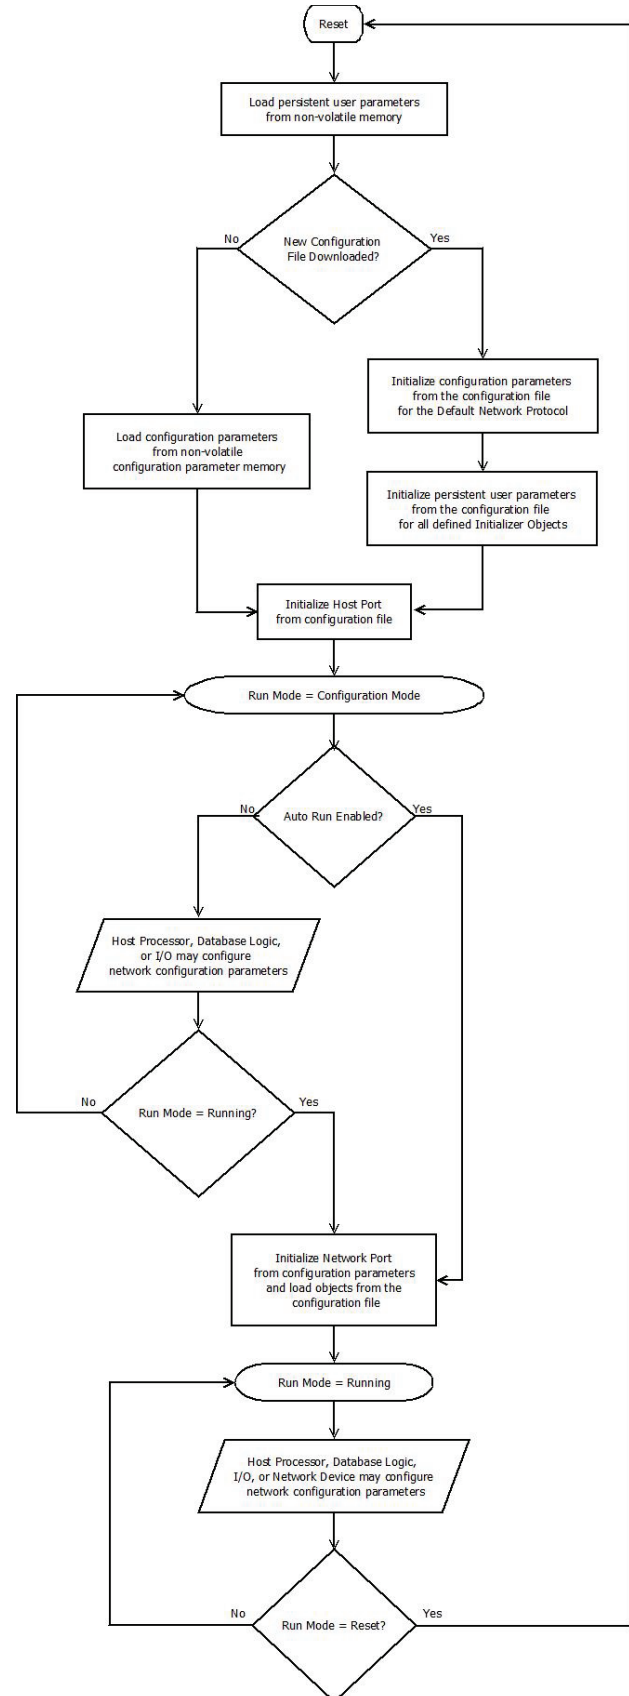 Reset
Load persistent user parameters
from non-volatile memory
No
New Configuration
File Downloaded?
Yes
Initialize configuration parameters
from the configuration file
for the Default Network Protocol
Load configuration parameters
from non-volatile
configuration parameter memory
Initialize persistent user parameters
from the configuration file
for all defined Initializer Objects
Initialize Host Port
from configuration file
Run Mode = Configuration Mode
No
Auto Run Enabled?
Yes
Host Processor, Database Logic,
or I/O may configure
network configuration parameters
No
Run Mode = Running?
Yes
Initialize Network Port
from configuration parameters
and load objects from the
configuration file
Run Mode = Running
Host Processor, Database Logic,
I/O, or Network Device may configure
network configuration parameters
No
Run Mode = Reset?
Yes